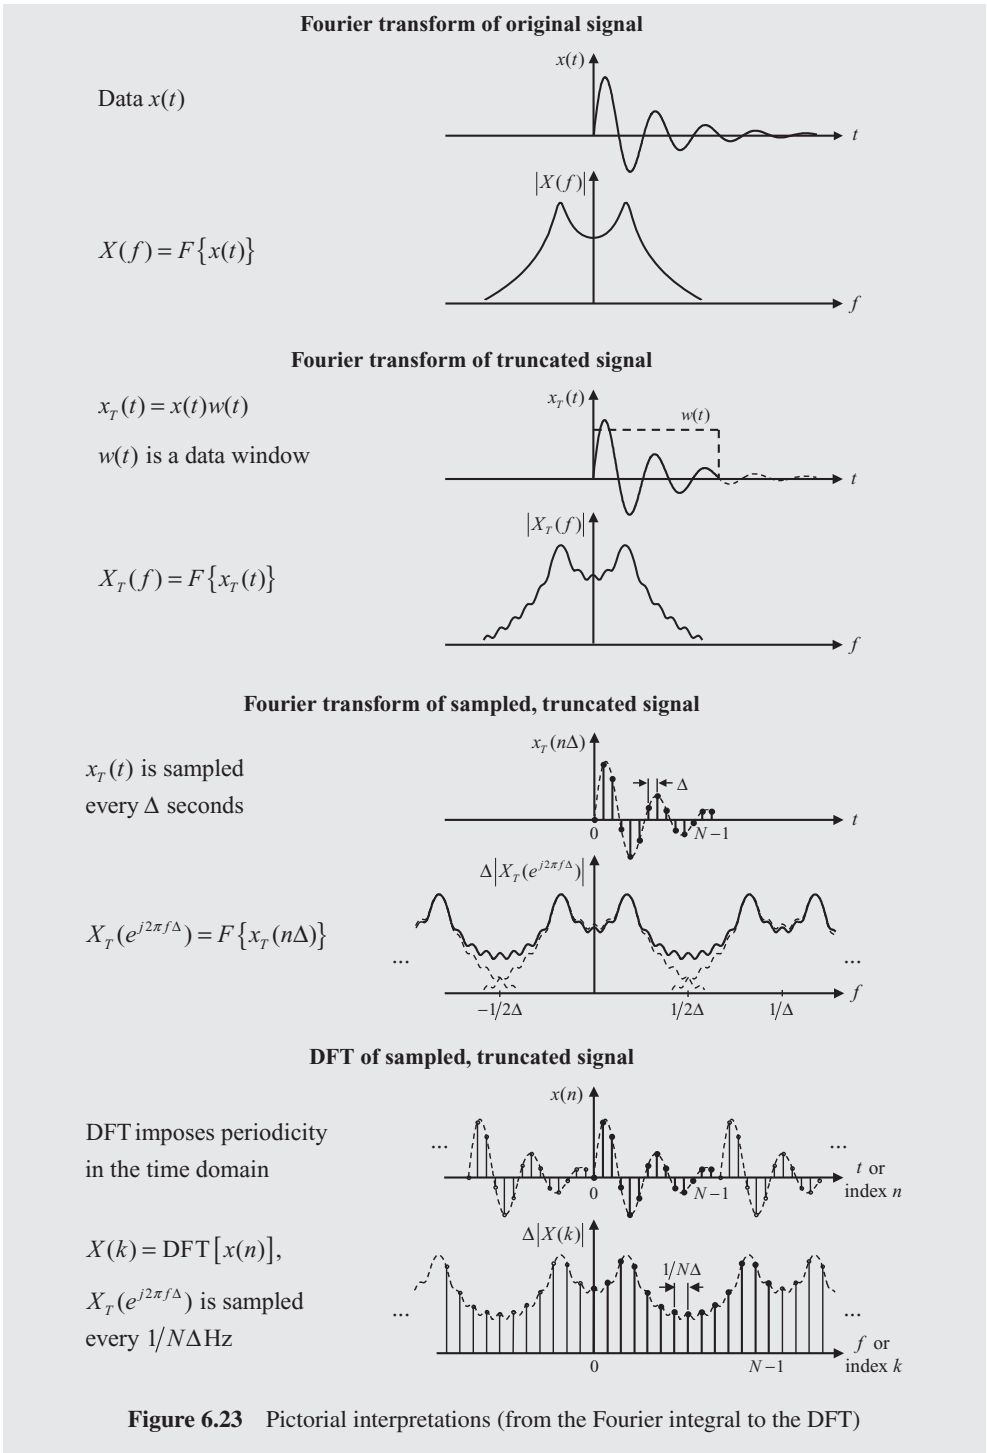 Fourier transform of original signal
x(t)
Data x(t)
t
|X(f)|
X(f) = F{x(t)}
f
Fourier transform of truncated signal
x_T(t) = x(t)w(t)
x_T(t)
w(t)
w(t) is a data window
t
|X_T(f)|
X_T(f) = F{x_T(t)}
f
Fourier transform of sampled, truncated signal
x_T(nΔ)
x_T(t) is sampled
Δ
every Δ seconds
t
0 N−1
Δ|X_T(e^{j2πfΔ})|
X_T(e^{j2πfΔ}) = F{x_T(nΔ)}
... ...
f
−1/2Δ 1/2Δ 1/Δ
DFT of sampled, truncated signal
x(n)
DFT imposes periodicity
... ...
in the time domain
t or
0 N−1 index n
Δ|X(k)|
X(k) = DFT[x(n)],
1/NΔ
X_T(e^{j2πfΔ}) is sampled
... ...
every 1/NΔ Hz
f or
0 N−1 index k
Figure 6.23 Pictorial interpretations (from the Fourier integral to the DFT)